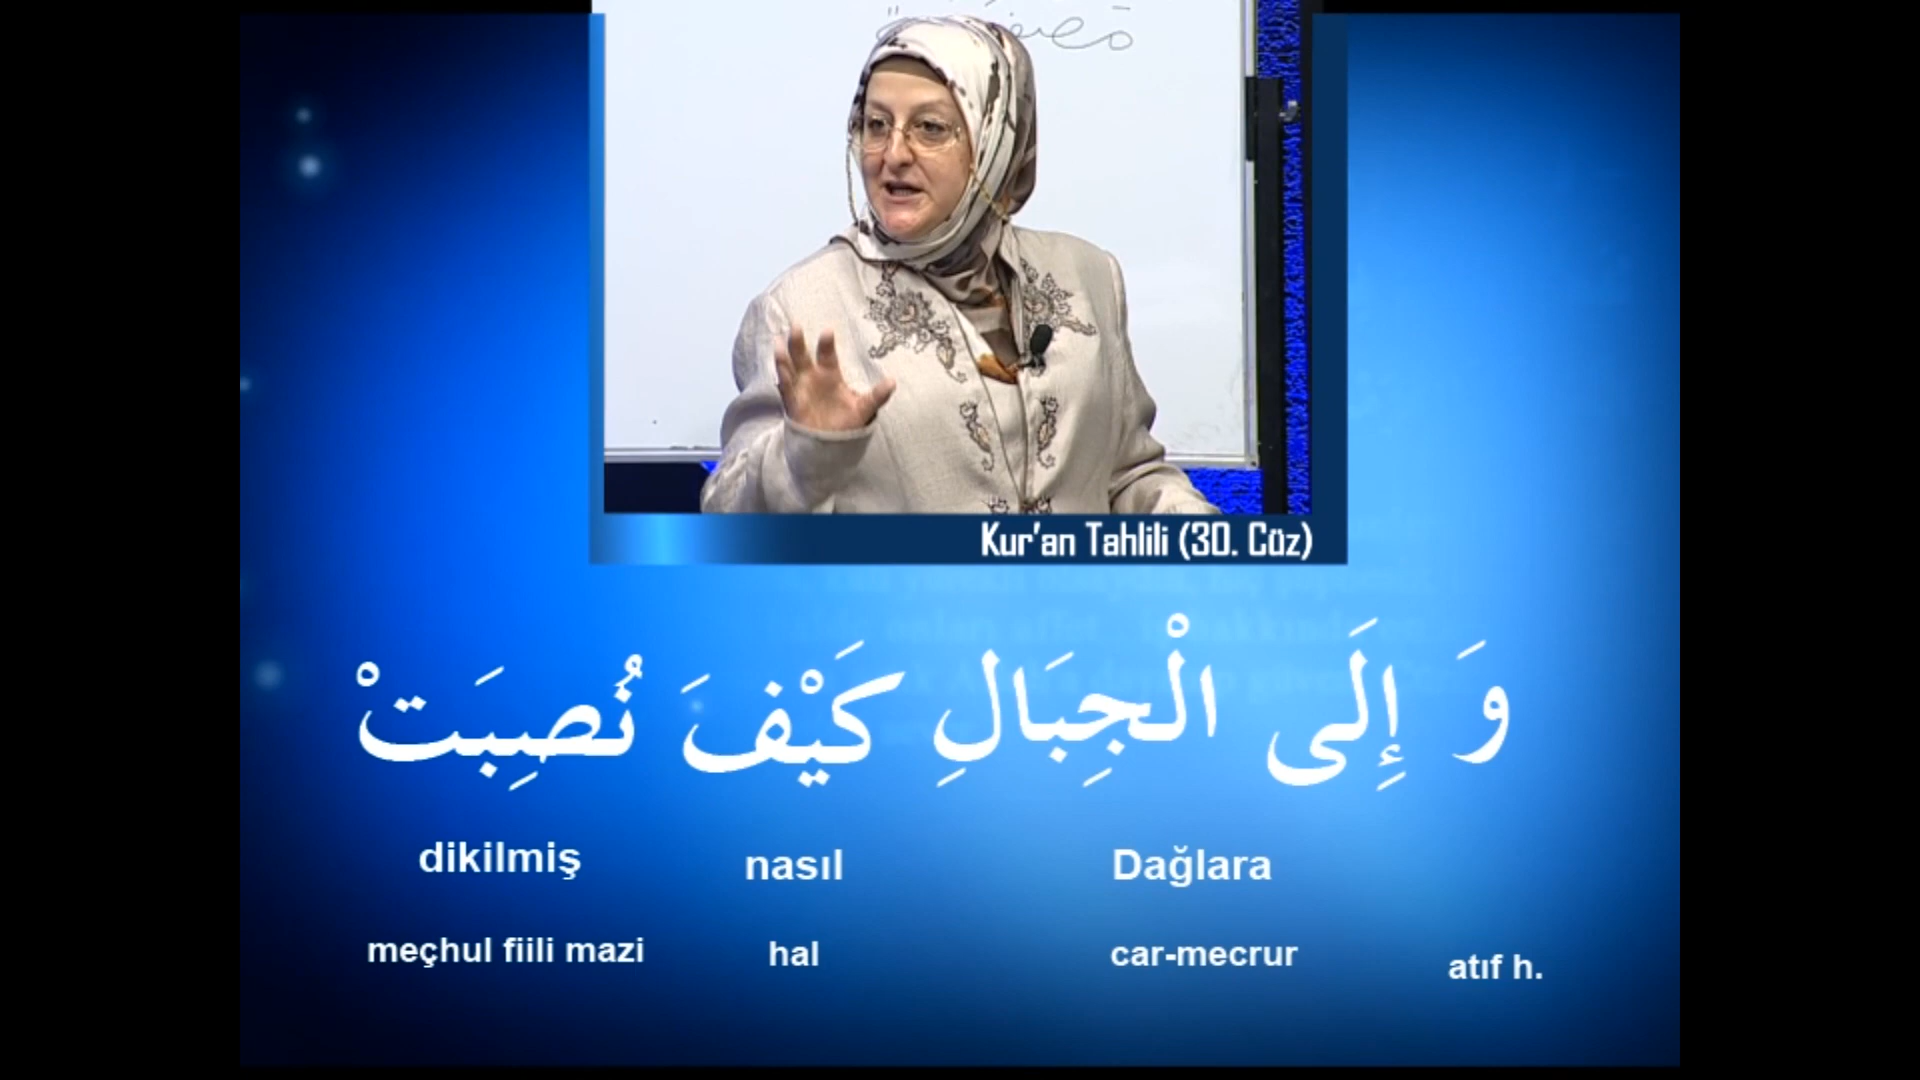 Kur'an Tahlili (30. Cüz)
وَ إِلَى الْجِبَالِ كَيْفَ نُصِبَتْ
dikilmiş nasıl Dağlara
meçhul fiili mazi hal car-mecrur atıf h.